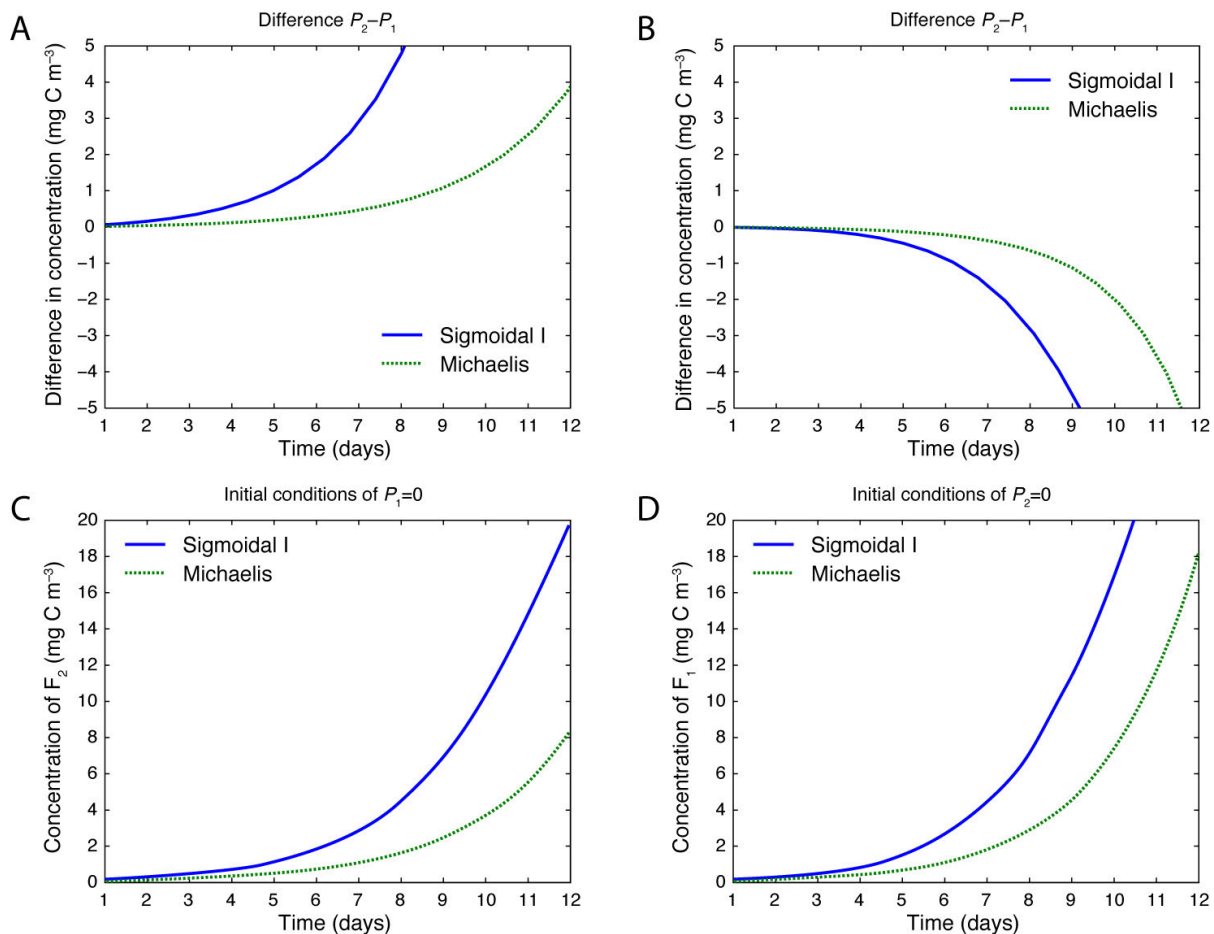 A
Difference P₂–P₁
Difference in concentration (mg C m⁻³)
5
4
3
2
1
0
–1
–2
–3
–4
–5
Sigmoidal I
Michaelis
1 2 3 4 5 6 7 8 9 10 11 12
Time (days)
B
Difference P₂–P₁
Difference in concentration (mg C m⁻³)
5
4
3
2
1
0
–1
–2
–3
–4
–5
Sigmoidal I
Michaelis
1 2 3 4 5 6 7 8 9 10 11 12
Time (days)
C
Initial conditions of P₁=0
Concentration of F₂ (mg C m⁻³)
20
18
16
14
12
10
8
6
4
2
0
Sigmoidal I
Michaelis
1 2 3 4 5 6 7 8 9 10 11 12
Time (days)
D
Initial conditions of P₂=0
Concentration of F₁ (mg C m⁻³)
20
18
16
14
12
10
8
6
4
2
0
Sigmoidal I
Michaelis
1 2 3 4 5 6 7 8 9 10 11 12
Time (days)